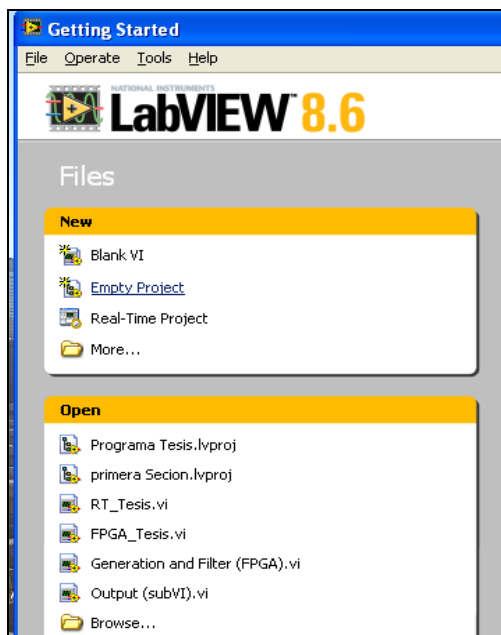 Getting Started
File Operate Tools Help
NATIONAL INSTRUMENTS
LabVIEW™ 8.6
Files
New
Blank VI
Empty Project
Real-Time Project
More...
Open
Programa Tesis.lvproj
primera Secion.lvproj
RT_Tesis.vi
FPGA_Tesis.vi
Generation and Filter (FPGA).vi
Output (subVI).vi
Browse...